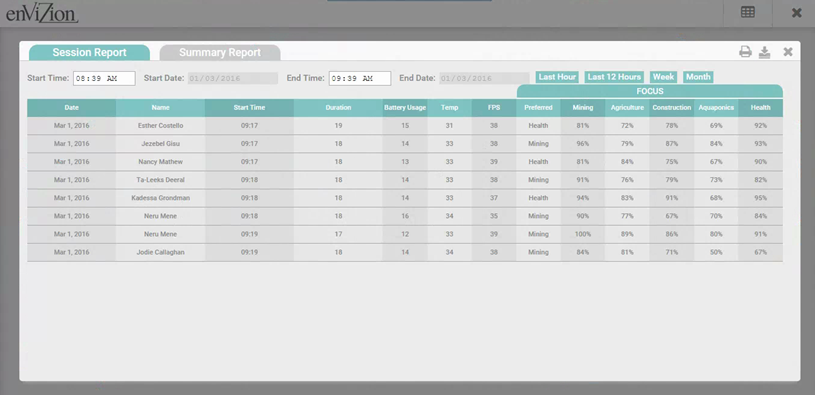 enVizion
Session Report Summary Report
Start Time: 08:39 AM Start Date: 01/03/2016 End Time: 09:39 AM End Date: 01/03/2016 Last Hour Last 12 Hours Week Month
FOCUS
Date Name Start Time Duration Battery Usage Temp FPS Preferred Mining Agriculture Construction Aquaponics Health
Mar 1, 2016 Esther Costello 09:17 19 15 31 38 Health 81% 72% 78% 69% 92%
Mar 1, 2016 Jezebel Gisu 09:17 18 14 33 38 Mining 96% 79% 87% 84% 93%
Mar 1, 2016 Nancy Mathew 09:17 18 13 33 39 Health 81% 84% 75% 67% 90%
Mar 1, 2016 Ta-Leeks Deeral 09:18 18 14 33 38 Mining 91% 76% 79% 73% 82%
Mar 1, 2016 Kadessa Grondman 09:18 18 14 33 37 Health 94% 83% 91% 68% 95%
Mar 1, 2016 Neru Mene 09:18 18 16 34 35 Mining 90% 77% 67% 70% 84%
Mar 1, 2016 Neru Mene 09:19 17 12 33 39 Mining 100% 89% 86% 80% 91%
Mar 1, 2016 Jodie Callaghan 09:19 18 14 34 38 Mining 84% 81% 71% 50% 67%